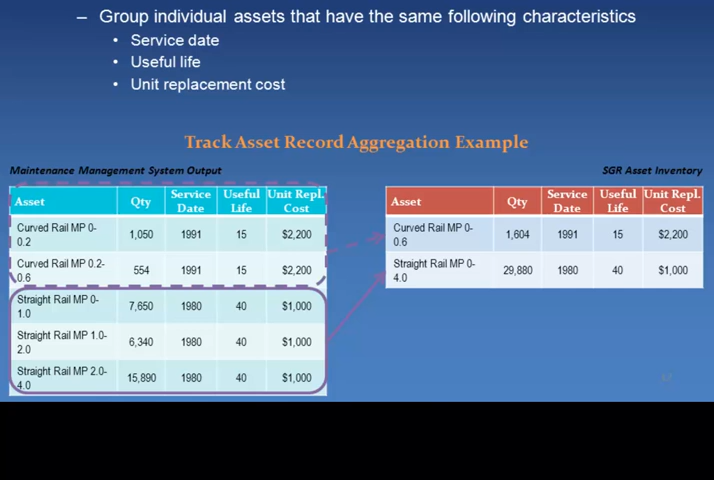 – Group individual assets that have the same following characteristics
• Service date
• Useful life
• Unit replacement cost
Track Asset Record Aggregation Example
Maintenance Management System Output
Asset Qty Service Date Useful Life Unit Repl. Cost
Curved Rail MP 0-0.2 1,050 1991 15 $2,200
Curved Rail MP 0.2-0.6 554 1991 15 $2,200
Straight Rail MP 0-1.0 7,650 1980 40 $1,000
Straight Rail MP 1.0-2.0 6,340 1980 40 $1,000
Straight Rail MP 2.0-4.0 15,890 1980 40 $1,000
SGR Asset Inventory
Asset Qty Service Date Useful Life Unit Repl. Cost
Curved Rail MP 0-0.6 1,604 1991 15 $2,200
Straight Rail MP 0-4.0 29,880 1980 40 $1,000